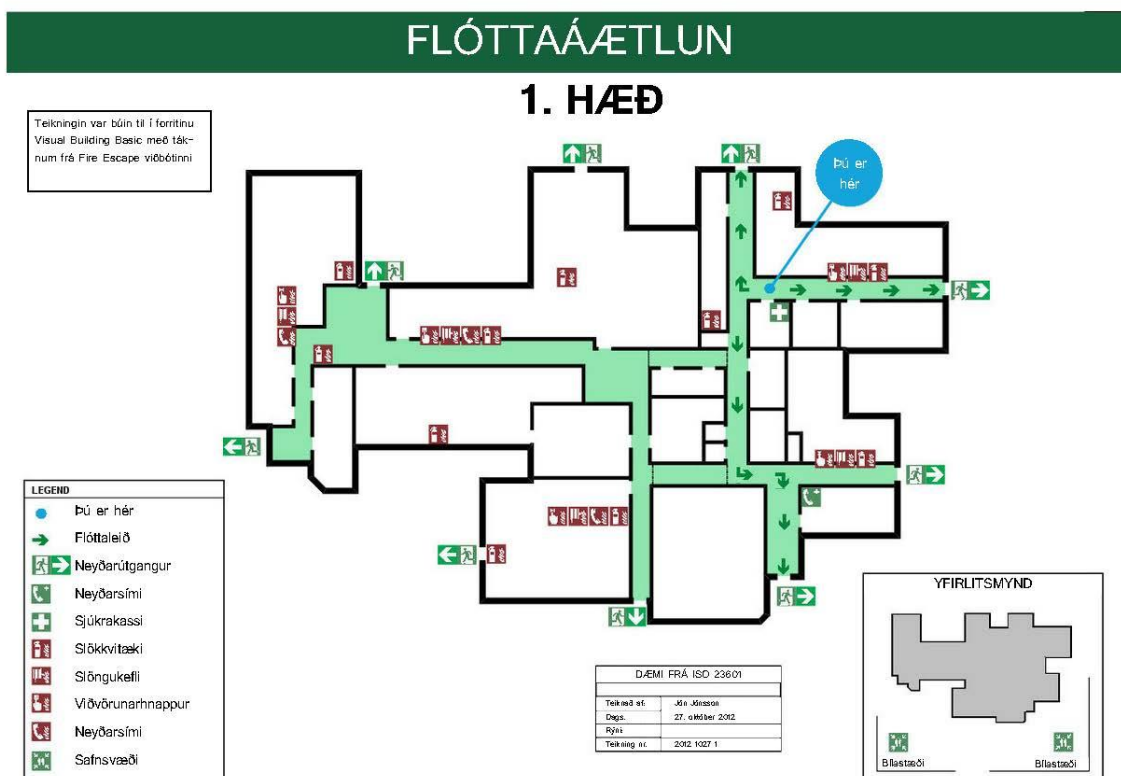 FLÓTTAÁÆTLUN
1. HÆÐ
Teikningin var búin til í forritinu
Visual Building Basic með ták-
num frá Fire Escape viðbótinni
Þú er
hér
LEGEND
Þú er hér
Flóttaleið
Neyðarútgangur
Neyðarsími
Sjúkrakassi
Slökkvitæki
Slöngukefli
Viðvörunarhnappur
Neyðarsími
Safnsvæði
DÆMI FRÁ ISO 23601
Teiknað af: Jón Jónsson
Dags. 27. október 2012
Rýni
Teikning nr. 2012 1027 1
YFIRLITSMYND
Bílastæði
Bílastæði